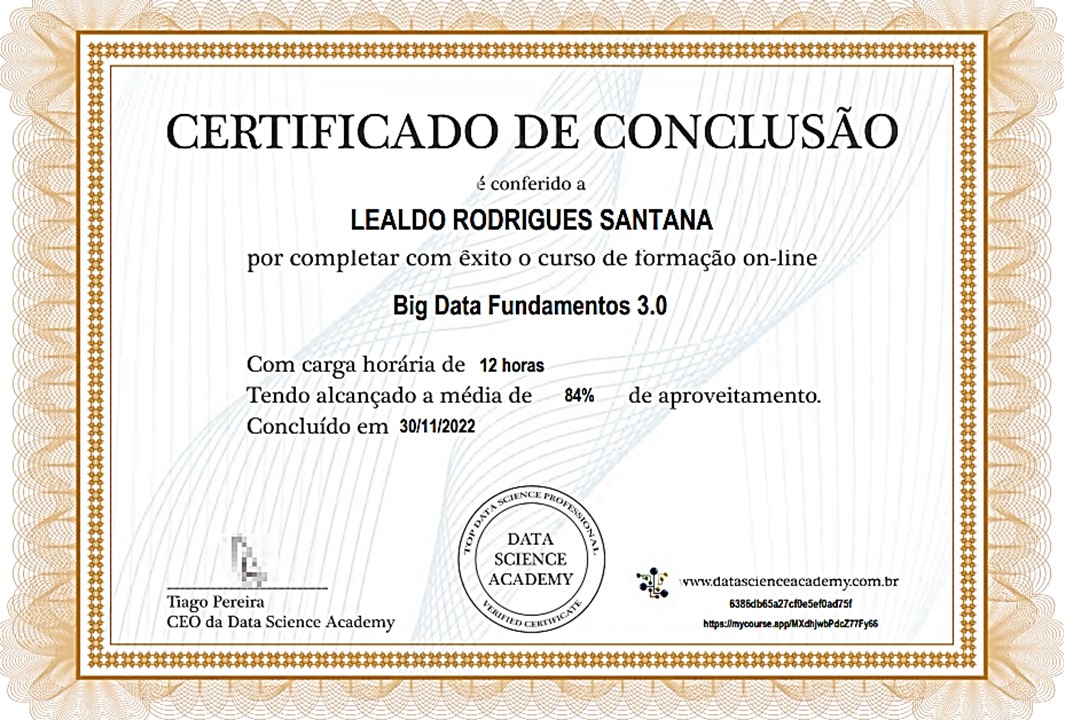 CERTIFICADO DE CONCLUSÃO
é conferido a
LEALDO RODRIGUES SANTANA
por completar com êxito o curso de formação on-line
Big Data Fundamentos 3.0
Com carga horária de 12 horas
Tendo alcançado a média de 84% de aproveitamento.
Concluído em 30/11/2022
TOP DATA SCIENCE PROFESSIONAL
DATA
SCIENCE
ACADEMY
VERIFIED CERTIFICATE
Tiago Pereira
CEO da Data Science Academy
www.datascienceacademy.com.br
6386db65a27cf0e5ef0ad75f
https://mycourse.app/MXdhjwbPdcZ77Fy66